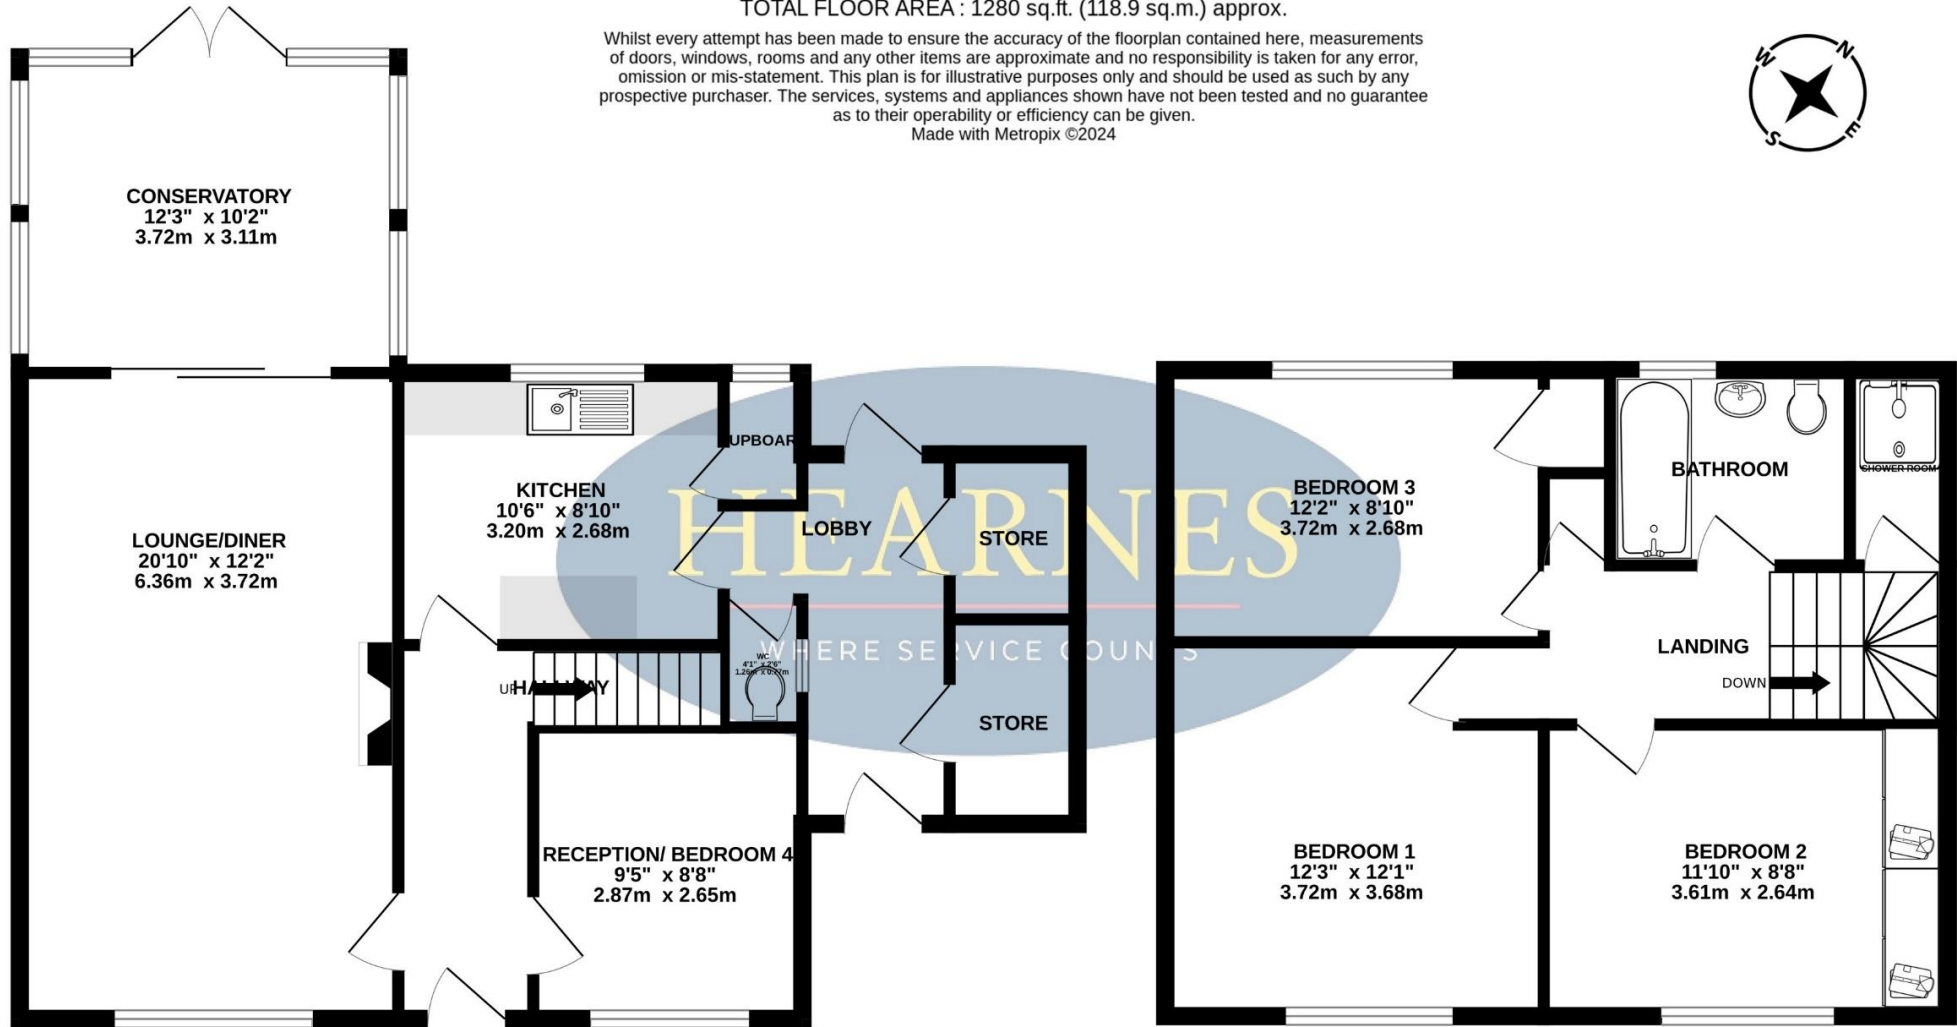 TOTAL FLOOR AREA : 1280 sq.ft. (118.9 sq.m.) approx.
Whilst every attempt has been made to ensure the accuracy of the floorplan contained here, measurements
of doors, windows, rooms and any other items are approximate and no responsibility is taken for any error,
omission or mis-statement. This plan is for illustrative purposes only and should be used as such by any
prospective purchaser. The services, systems and appliances shown have not been tested and no guarantee
as to their operability or efficiency can be given.
Made with Metropix ©2024
N
W
E
S
CONSERVATORY
12'3" x 10'2"
3.72m x 3.11m
LOUNGE/DINER
20'10" x 12'2"
6.36m x 3.72m
KITCHEN
10'6" x 8'10"
3.20m x 2.68m
UPBOAR
LOBBY
STORE
STORE
WC
4'1" x 2'6"
UP
HALLWAY
RECEPTION/ BEDROOM 4
9'5" x 8'8"
2.87m x 2.65m
HEARNES
WHERE SERVICE COUNTS
BEDROOM 3
12'2" x 8'10"
3.72m x 2.68m
BATHROOM
SHOWER ROOM
LANDING
DOWN
BEDROOM 1
12'3" x 12'1"
3.72m x 3.68m
BEDROOM 2
11'10" x 8'8"
3.61m x 2.64m